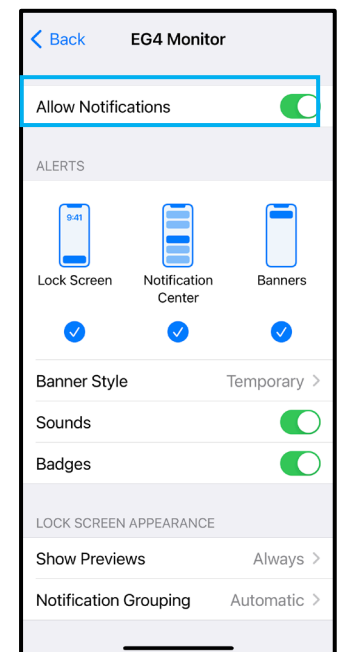 Back EG4 Monitor
Allow Notifications
ALERTS
9:41
Lock Screen Notification Center Banners
Banner Style Temporary
Sounds
Badges
LOCK SCREEN APPEARANCE
Show Previews Always
Notification Grouping Automatic